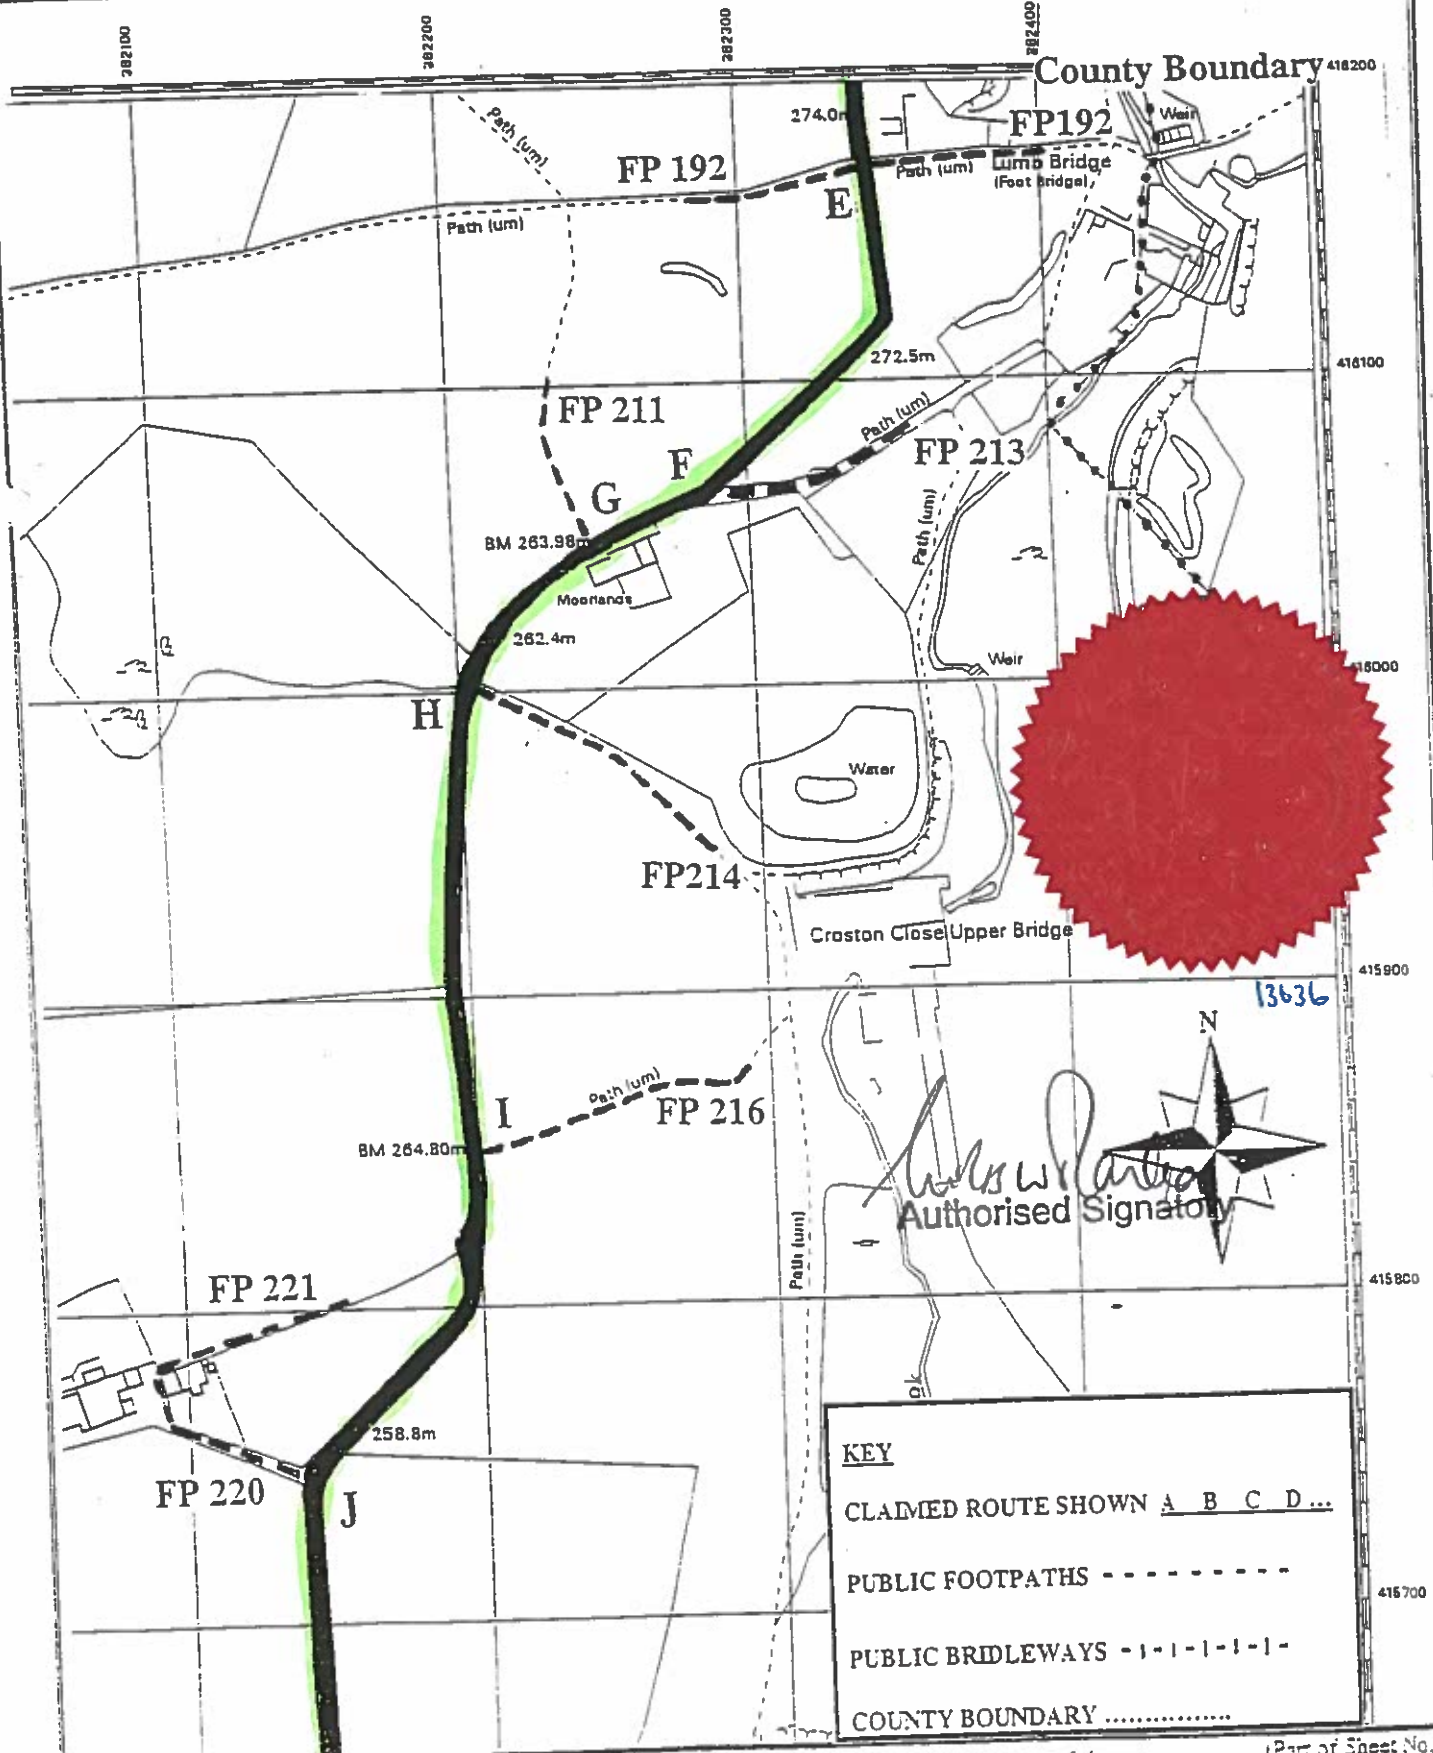 382100
382200
382300
382400
County Boundary
416200
274.0m
Path (um)
FP 192
FP192
Weir
Path (um)
Lumb Bridge
(Foot Bridge)
E
Path (um)
272.5m
416100
FP 211
Path (um)
FP 213
F
G
Path (um)
BM 263.98m
Moorlands
262.4m
Weir
H
Water
FP214
Croston Close Upper Bridge
415900
13636
N
Path (um)
I
FP 216
BM 264.80m
Authorised Signatory
Path (um)
FP 221
415800
258.8m
FP 220
J
KEY
CLAIMED ROUTE SHOWN A B C D ...
PUBLIC FOOTPATHS
415700
PUBLIC BRIDLEWAYS
COUNTY BOUNDARY
(Part of Sheet No.